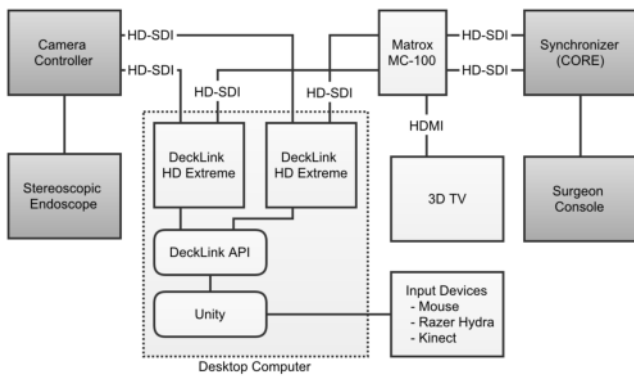 Camera
Controller
HD-SDI
HD-SDI
HD-SDI
HD-SDI
Matrox
MC-100
HD-SDI
HD-SDI
Synchronizer
(CORE)
HDMI
Stereoscopic
Endoscope
DeckLink
HD Extreme
DeckLink
HD Extreme
3D TV
Surgeon
Console
DeckLink API
Unity
Input Devices
- Mouse
- Razer Hydra
- Kinect
Desktop Computer